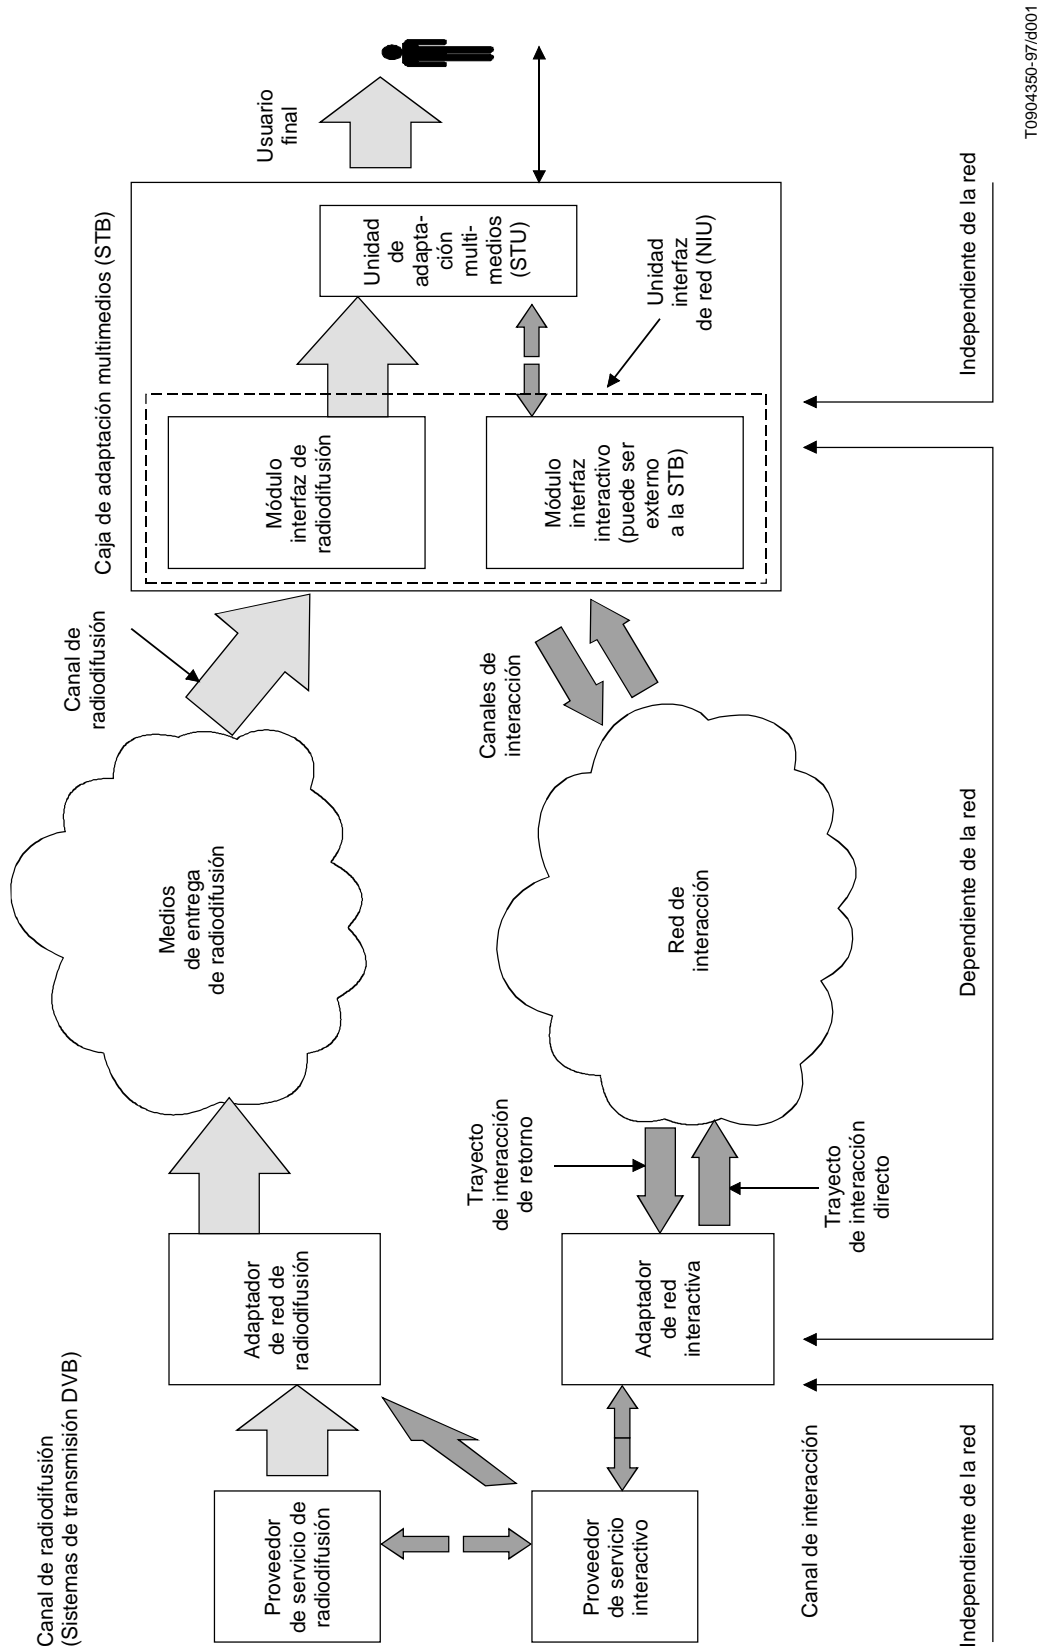 Canal de radiodifusión
(Sistemas de transmisión DVB)
Proveedor
de servicio de
radiodifusión
Adaptador
de red de
radiodifusión
Medios
de entrega
de radiodifusión
Canal de
radiodifusión
Caja de adaptación multimedios (STB)
Módulo
interfaz de
radiodifusión
Unidad
de
adapta-
ción
multi-
medios
(STU)
Usuario
final
Proveedor
de servicio
interactivo
Adaptador
de red
interactiva
Trayecto
de interacción
de retorno
Trayecto
de interacción
directo
Red de
interacción
Canales de
interacción
Módulo
interfaz
interactivo
(puede ser
externo
a la STB)
Unidad
interfaz
de red (NIU)
Canal de interacción
Independiente de la red
Dependiente de la red
Independiente de la red
T0904350-97/d001